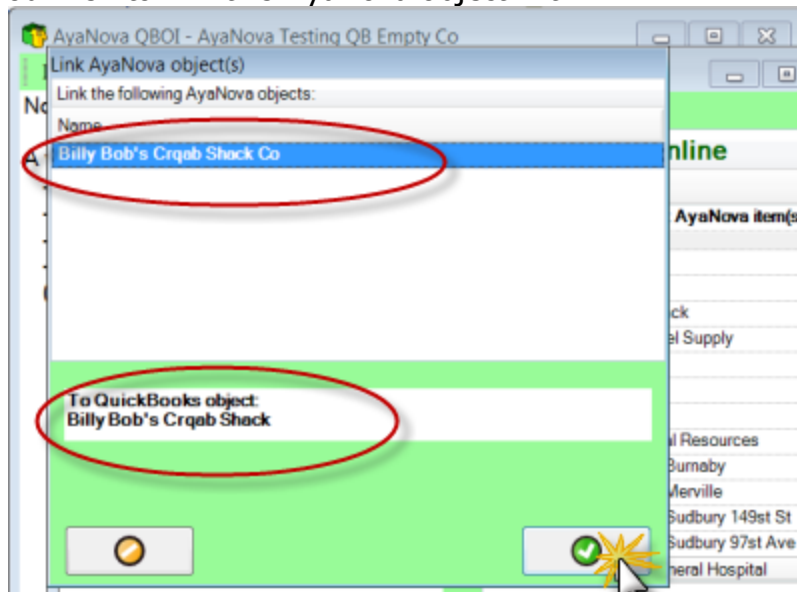 AyaNova QBOI - AyaNova Testing QB Empty Co
Link AyaNova object(s)
Link the following AyaNova objects:
Name
Billy Bob's Crqab Shack Co
To QuickBooks object:
Billy Bob's Crqab Shack
nline
AyaNova item(s
ck
el Supply
al Resources
Burnaby
Merville
Sudbury 149st St
Sudbury 97st Ave
neral Hospital